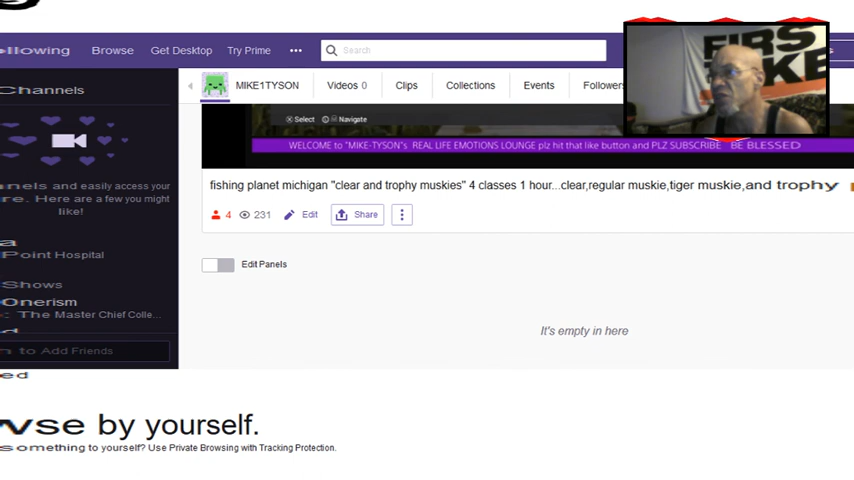 ollowing Browse Get Desktop Try Prime ••• Search
Channels
MIKE1TYSON Videos 0 Clips Collections Events Followers
FIRS
Select Navigate
WELCOME to "MIKE-TYSON's REAL LIFE EMOTIONS LOUNGE plz hit that like button and PLZ SUBSCRIBE BE BLESSED
nels and easily access your
re. Here are a few you might
like!
fishing planet michigan "clear and trophy muskies" 4 classes 1 hour...clear,regular muskie,tiger muskie,and trophy
4 231 Edit Share
a
Point Hospital
Edit Panels
Shows
Onerism
: The Master Chief Colle...
d
It's empty in here
n to Add Friends
ed
wse by yourself.
something to yourself? Use Private Browsing with Tracking Protection.